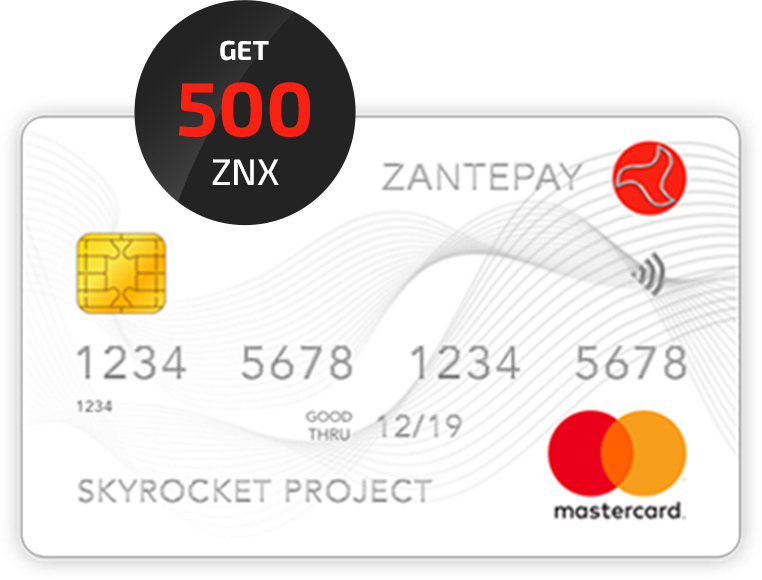 GET
500
ZNX
ZANTEPAY
1234 5678 1234 5678
1234
GOOD
THRU
12/19
SKYROCKET PROJECT
mastercard.